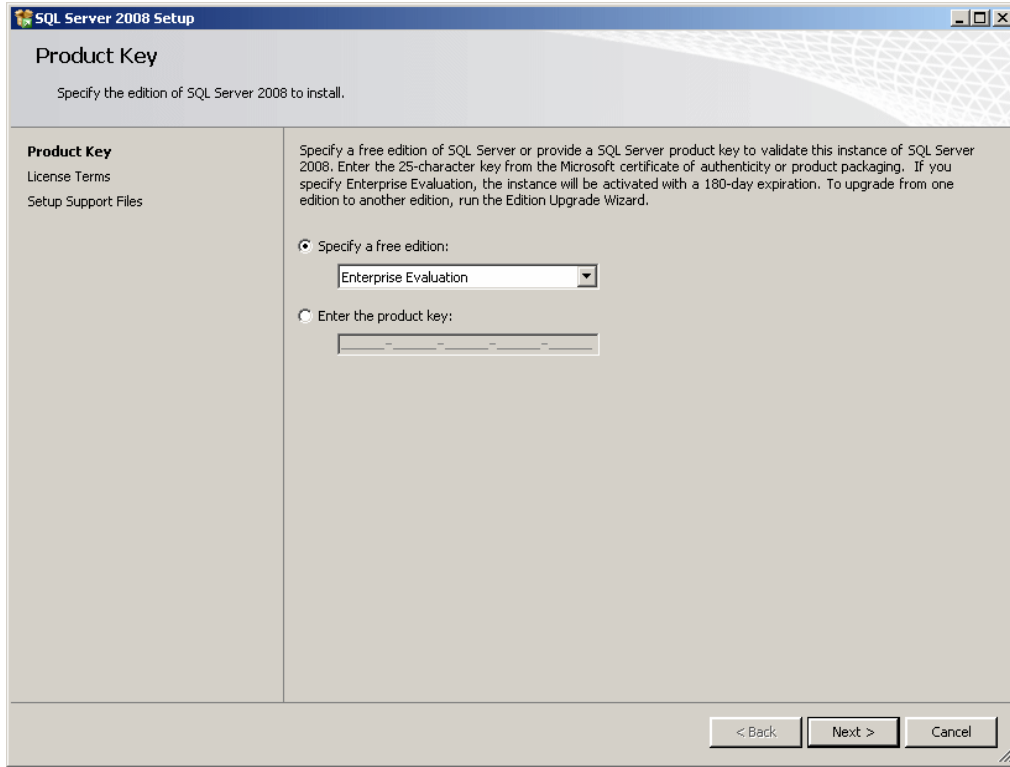 SQL Server 2008 Setup
Product Key
Specify the edition of SQL Server 2008 to install.
Product Key
License Terms
Setup Support Files
Specify a free edition of SQL Server or provide a SQL Server product key to validate this instance of SQL Server
2008. Enter the 25-character key from the Microsoft certificate of authenticity or product packaging.  If you
specify Enterprise Evaluation, the instance will be activated with a 180-day expiration. To upgrade from one
edition to another edition, run the Edition Upgrade Wizard.
Specify a free edition:
Enterprise Evaluation
Enter the product key:
_____-_____-_____-_____-_____
< Back
Next >
Cancel